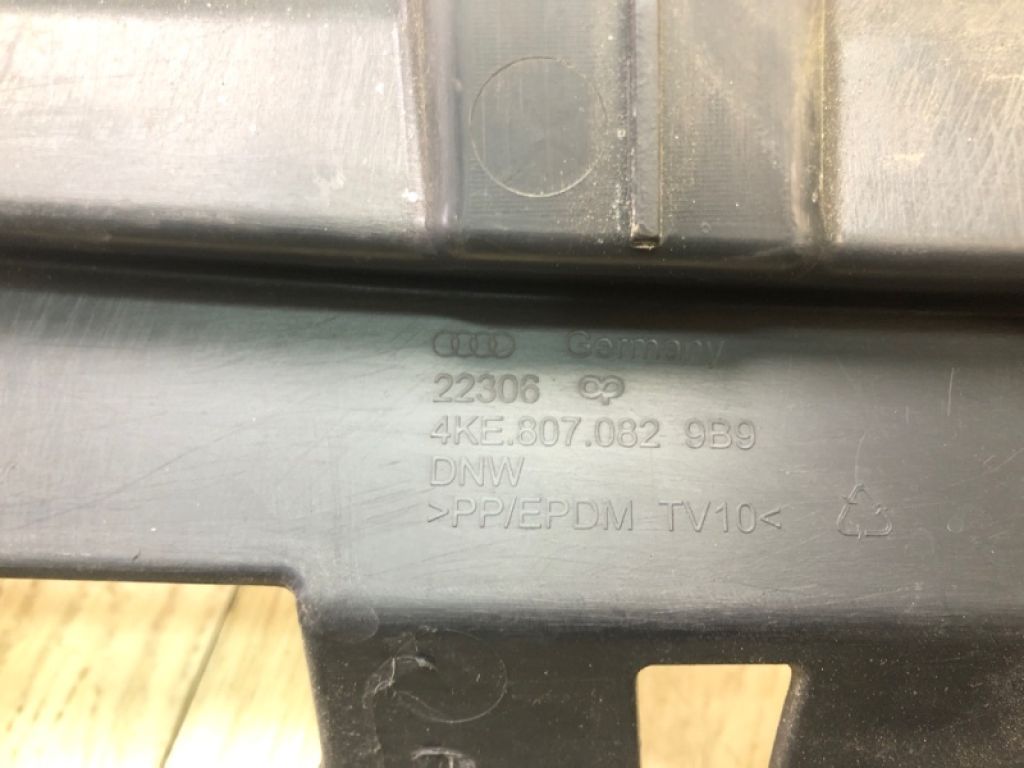 Germany
22306
4KE.807.082 9B9
DNW
>PP/EPDM TV10<